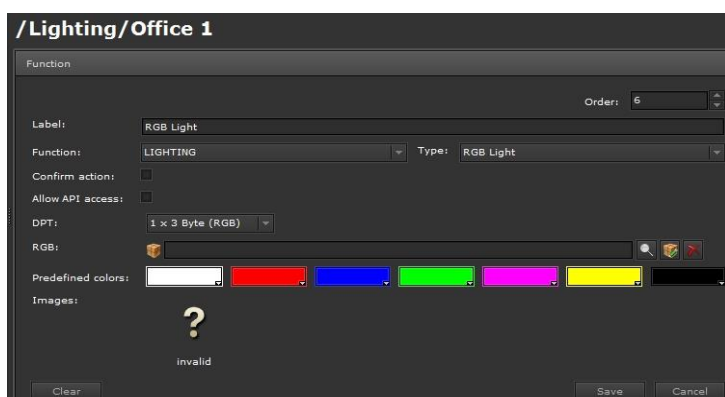 /Lighting/Office 1
Function
Order: 6
Label: RGB Light
Function: LIGHTING Type: RGB Light
Confirm action:
Allow API access:
DPT: 1 x 3 Byte (RGB)
RGB:
Predefined colors:
Images:
?
invalid
Clear Save Cancel